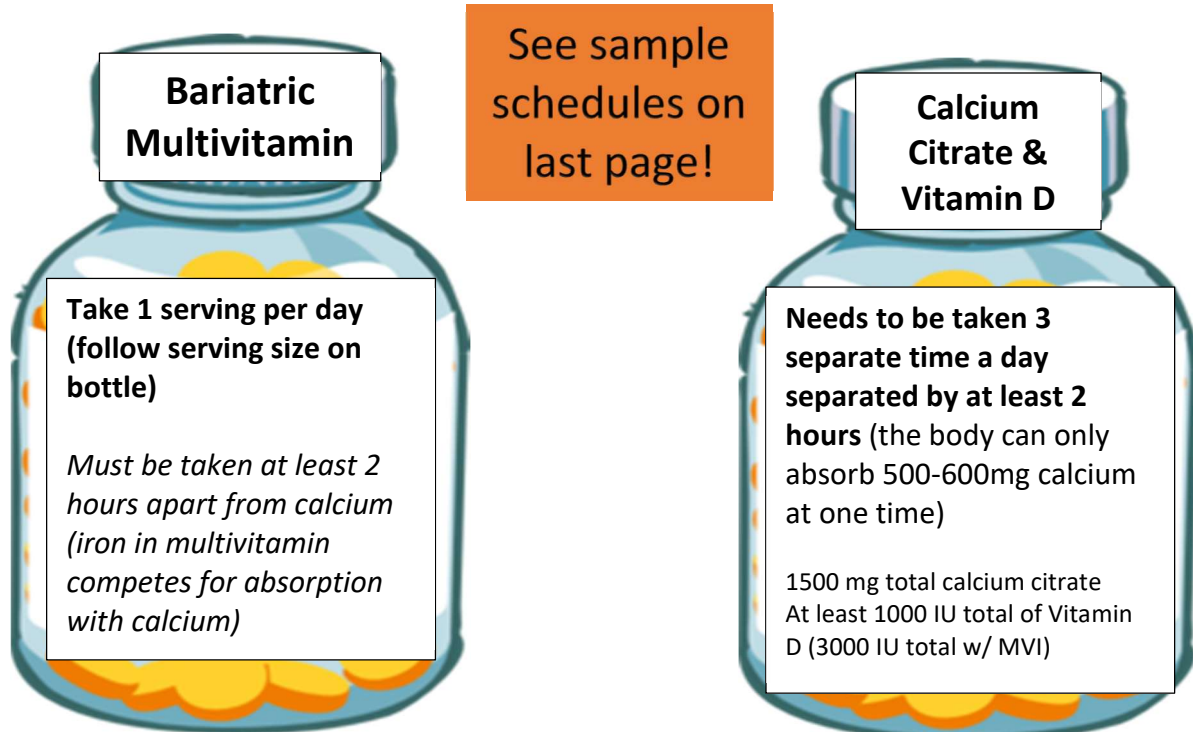 Bariatric
Multivitamin
Take 1 serving per day
(follow serving size on
bottle)
Must be taken at least 2
hours apart from calcium
(iron in multivitamin
competes for absorption
with calcium)
See sample
schedules on
last page!
Calcium
Citrate &
Vitamin D
Needs to be taken 3
separate time a day
separated by at least 2
hours (the body can only
absorb 500-600mg calcium
at one time)
1500 mg total calcium citrate
At least 1000 IU total of Vitamin
D (3000 IU total w/ MVI)